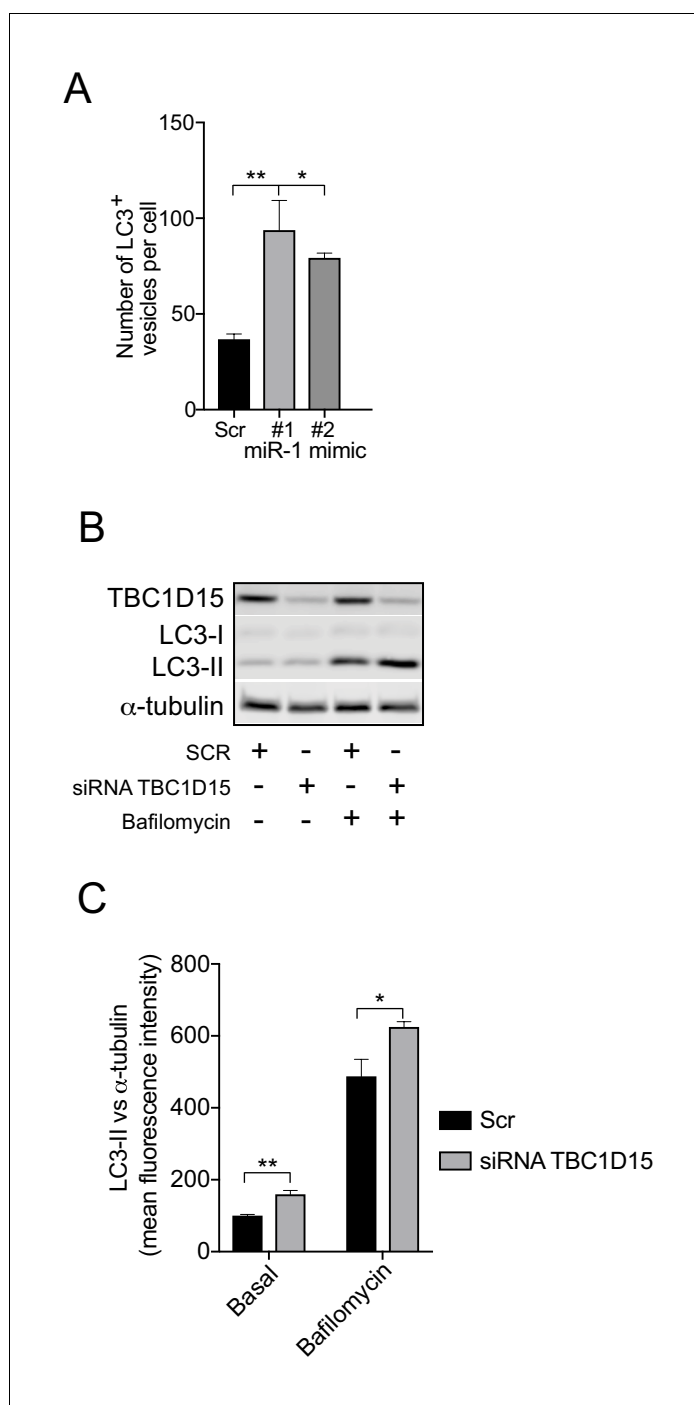 A
Number of LC3+
vesicles per cell
150
100
50
0
** *
Scr #1 #2
miR-1 mimic
B
TBC1D15
LC3-I
LC3-II
α-tubulin
SCR + - + -
siRNA TBC1D15 - + - +
Bafilomycin - - + +
C
LC3-II vs α-tubulin
(mean fluorescence intensity)
800
600
400
200
0
**
*
Basal
Bafilomycin
Scr
siRNA TBC1D15